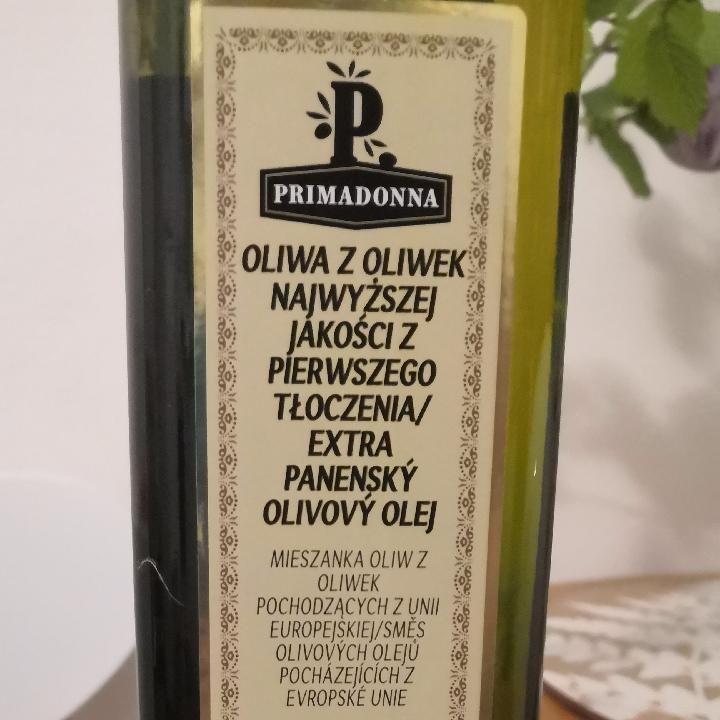 P
PRIMADONNA
OLIWA Z OLIWEK
NAJWYŻSZEJ
JAKOŚCI Z
PIERWSZEGO
TŁOCZENIA/
EXTRA
PANENSKÝ
OLIVOVÝ OLEJ
MIESZANKA OLIW Z
OLIWEK
POCHODZĄCYCH Z UNII
EUROPEJSKIEJ/SMĚS
OLIVOVÝCH OLEJŮ
POCHÁZEJÍCÍCH Z
EVROPSKÉ UNIE